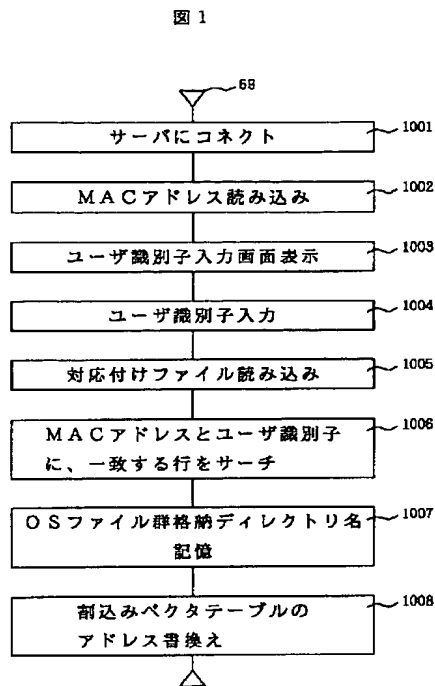 図 1
69
サーバにコネクト
1001
MACアドレス読み込み
1002
ユーザ識別子入力画面表示
1003
ユーザ識別子入力
1004
対応付けファイル読み込み
1005
MACアドレスとユーザ識別子
に、一致する行をサーチ
1006
OSファイル群格納ディレクトリ名
記憶
1007
割込みベクタテーブルの
アドレス書換え
1008